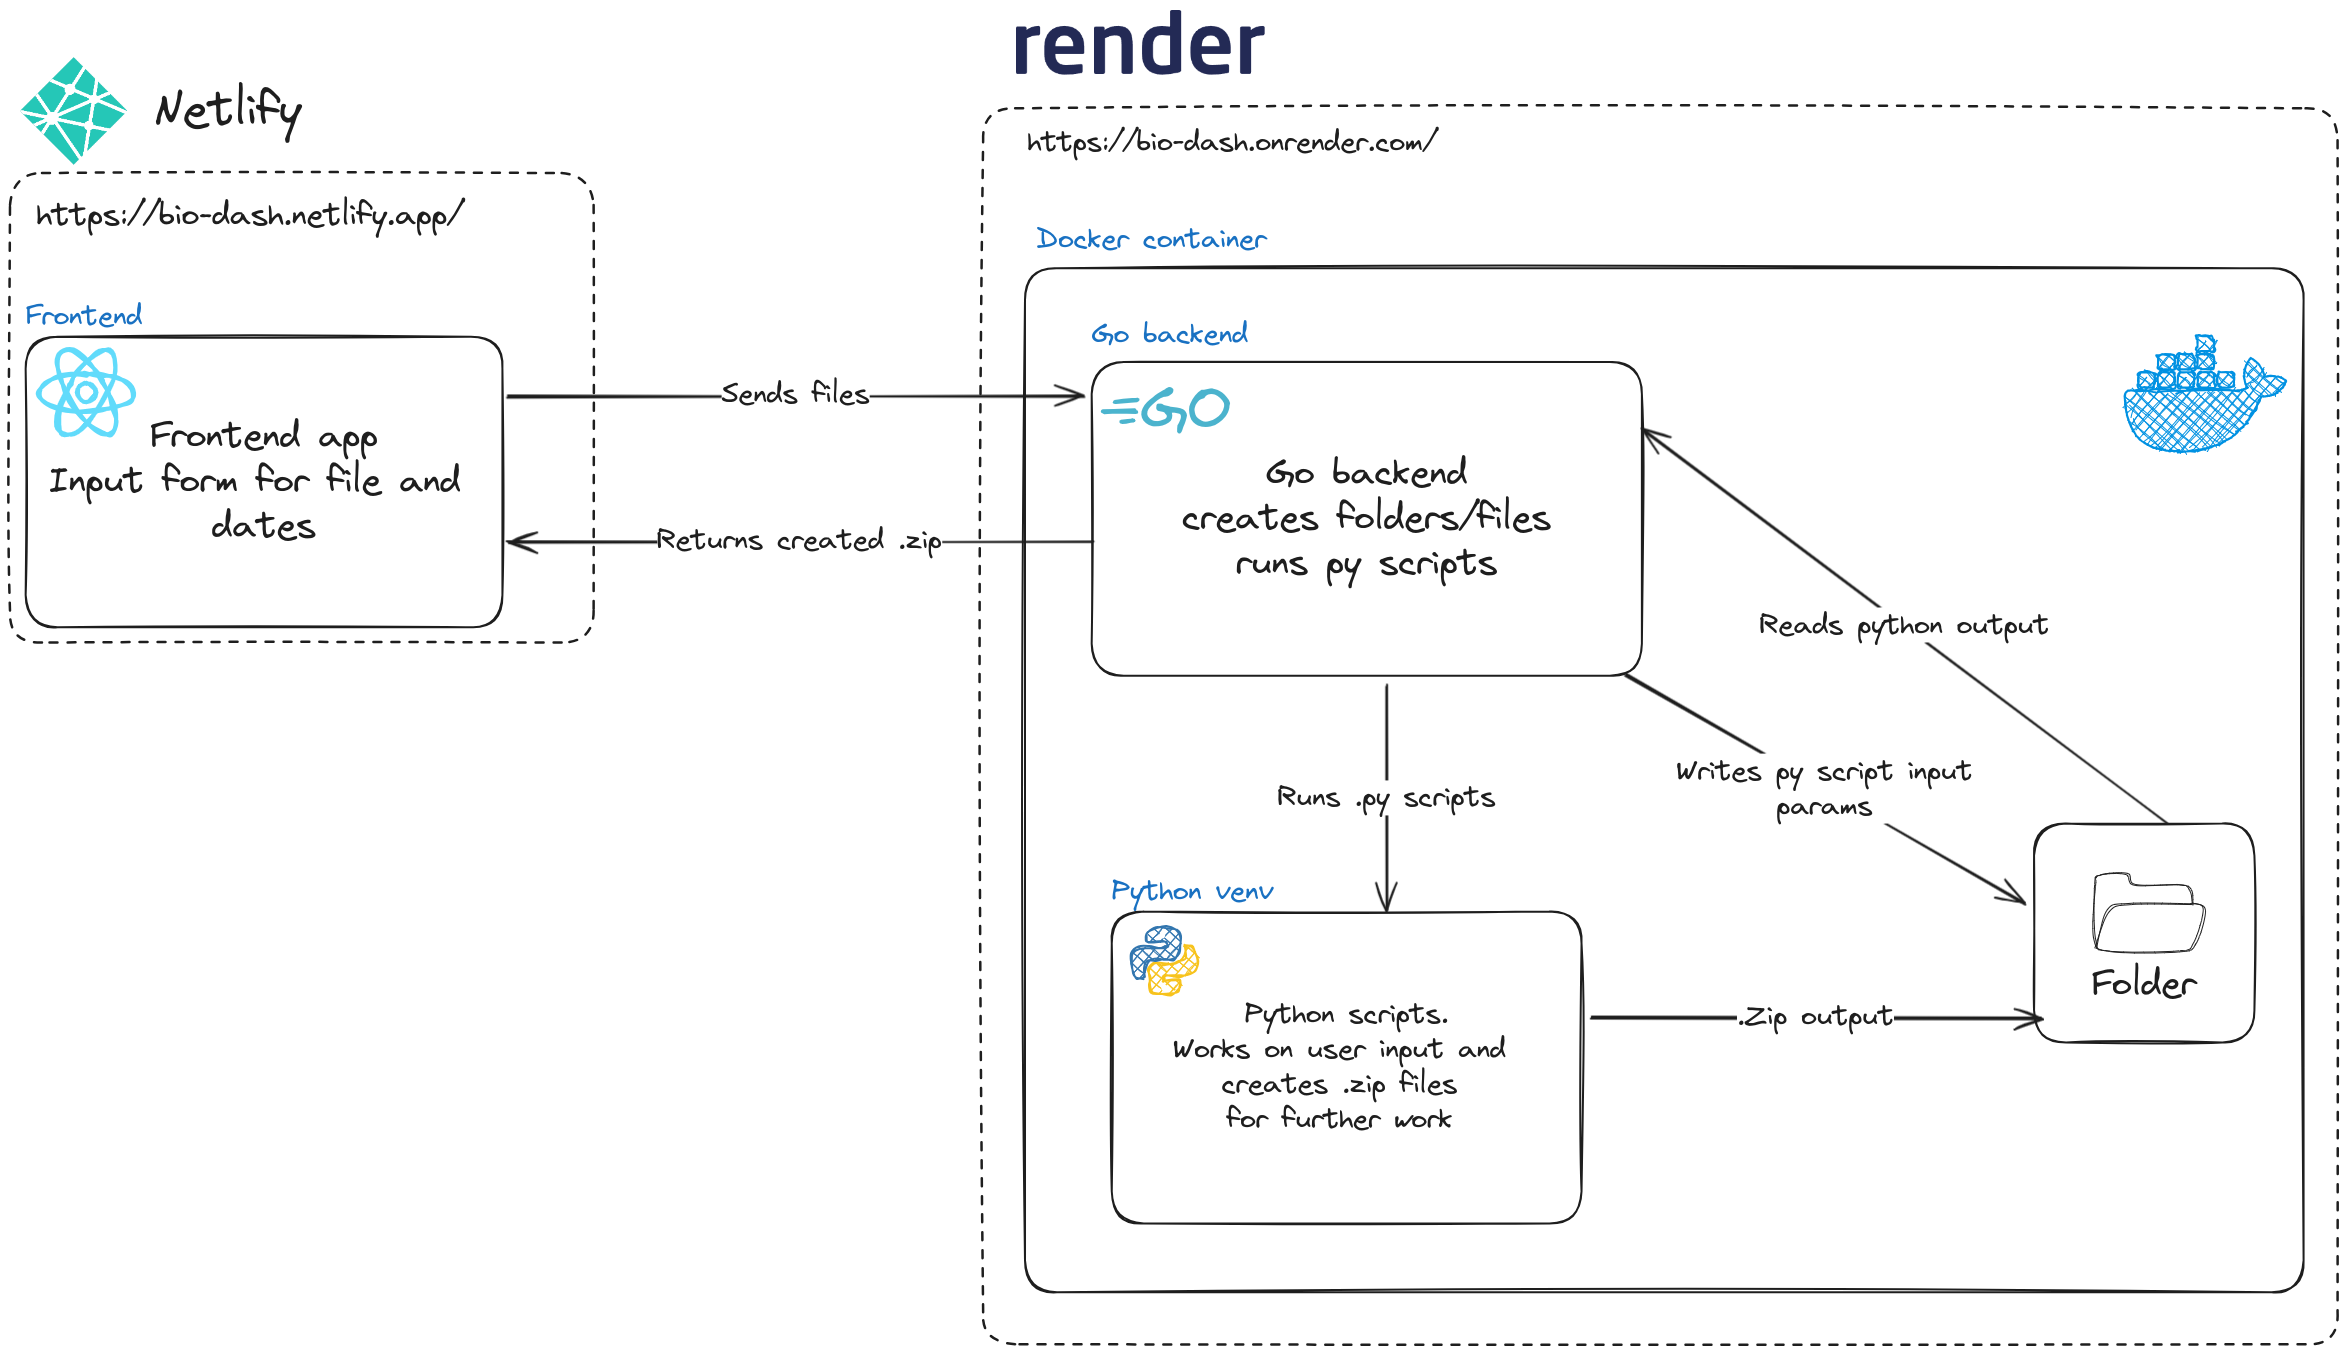 render
Netlify
https://bio-dash.onrender.com/
https://bio-dash.netlify.app/
Docker container
Frontend
Go backend
Frontend app
Input form for file and
dates
Sends files
Returns created .zip
GO
Go backend
creates folders/files
runs py scripts
Reads python output
Writes py script input
params
Runs .py scripts
Python venv
Python scripts.
Works on user input and
creates .zip files
for further work
.Zip output
Folder